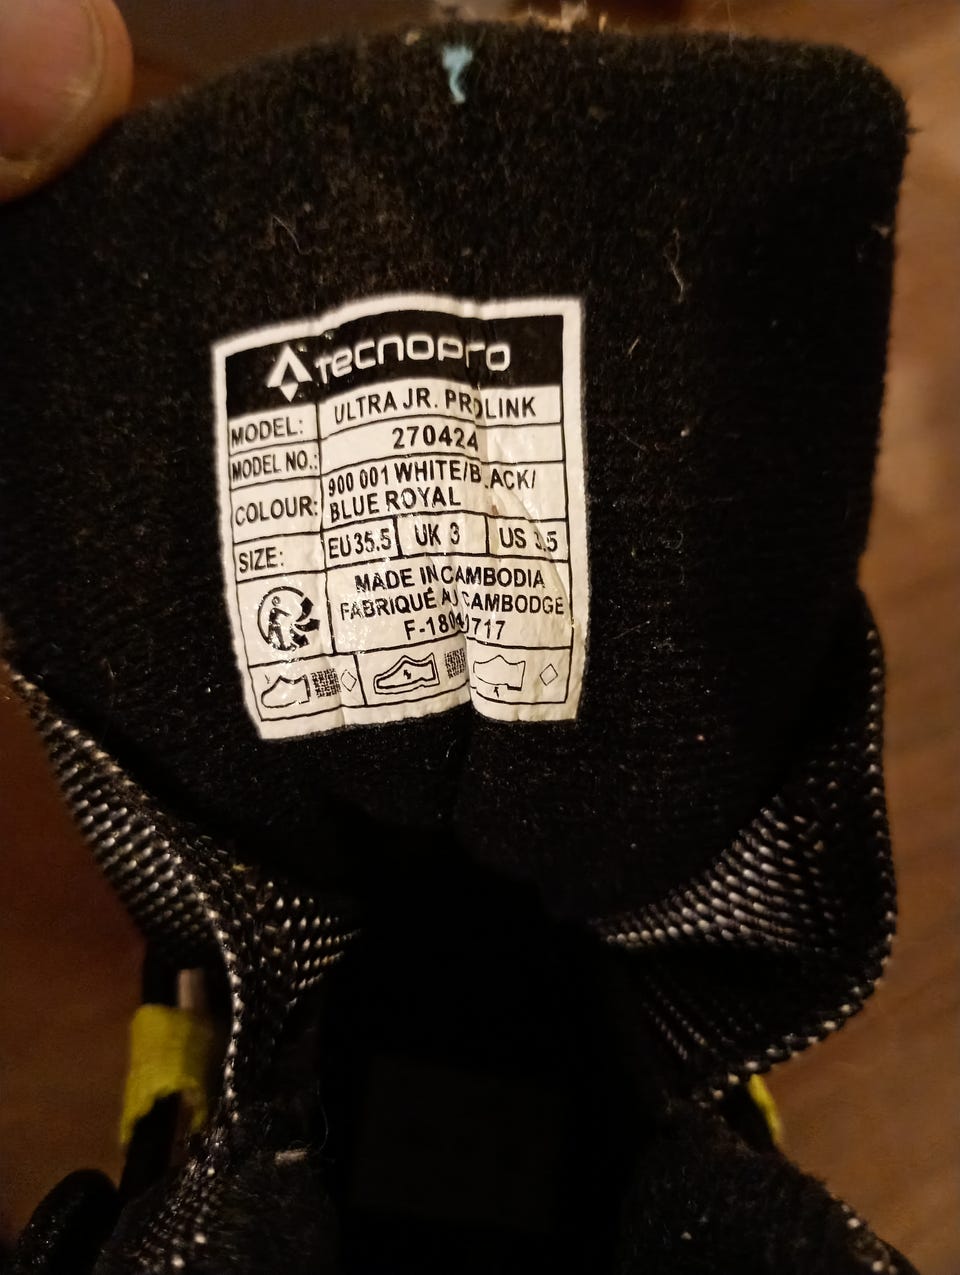 TECNOPRO
MODEL: ULTRA JR. PROLINK
MODEL NO.: 270424
COLOUR: 900 001 WHITE/BLACK/
BLUE ROYAL
SIZE: EU 35.5 UK 3 US
MADE IN CAMBODIA
FABRIQUÉ AU CAMBODGE